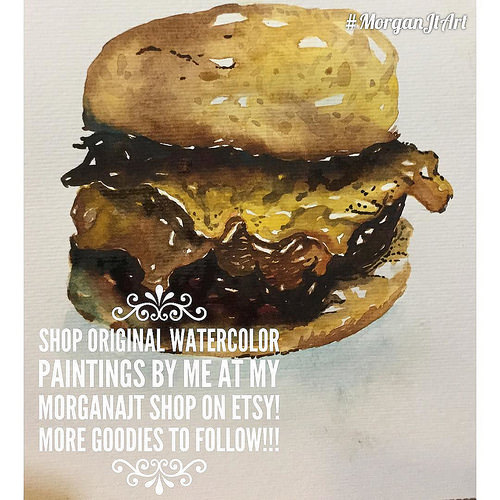 #MorganJtArt
SHOP ORIGINAL WATERCOLOR
PAINTINGS BY ME AT MY
MORGANAJT SHOP ON ETSY!
MORE GOODIES TO FOLLOW!!!